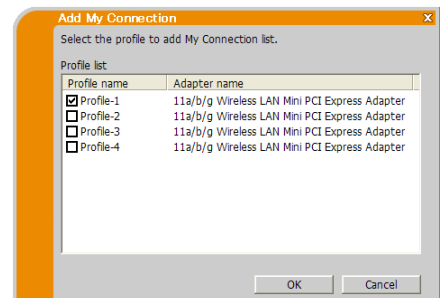 Add My Connection
Select the profile to add My Connection list.
Profile list
Profile name Adapter name
Profile-1 11a/b/g Wireless LAN Mini PCI Express Adapter
Profile-2 11a/b/g Wireless LAN Mini PCI Express Adapter
Profile-3 11a/b/g Wireless LAN Mini PCI Express Adapter
Profile-4 11a/b/g Wireless LAN Mini PCI Express Adapter
OK Cancel